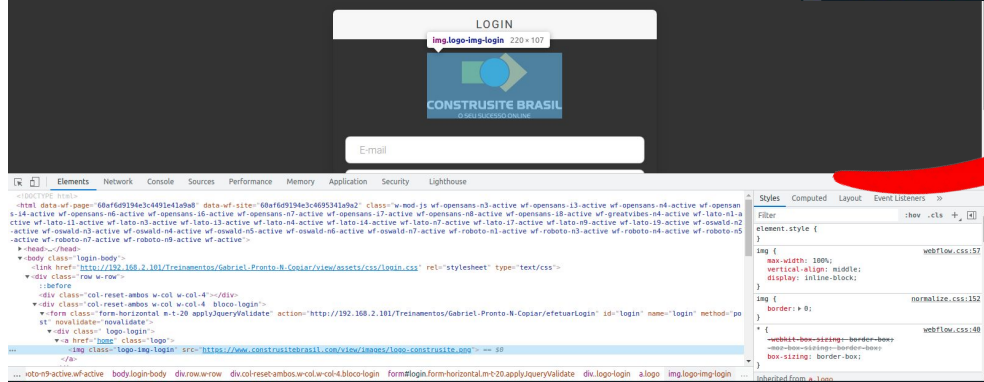 LOGIN
img.logo-img-login 220 × 107
CONSTRUSITE BRASIL
O SEU SUCESSO ONLINE
E-mail
Elements Network Console Sources Performance Memory Application Security Lighthouse
<!DOCTYPE html>
<html data-wf-page="60af6d9194e3c4491e41a9a8" data-wf-site="60af6d9194e3c4695341a9a2" class="w-mod-js wf-opensans-n3-active wf-opensans-i3-active wf-opensans-n4-active wf-opensan
s-i4-active wf-opensans-n6-active wf-opensans-i6-active wf-opensans-n7-active wf-opensans-i7-active wf-opensans-n8-active wf-opensans-i8-active wf-greatvibes-n4-active wf-lato-n1-a
ctive wf-lato-i1-active wf-lato-n3-active wf-lato-i3-active wf-lato-n4-active wf-lato-i4-active wf-lato-n7-active wf-lato-i7-active wf-lato-n9-active wf-lato-i9-active wf-oswald-n2
-active wf-oswald-n3-active wf-oswald-n4-active wf-oswald-n5-active wf-oswald-n6-active wf-oswald-n7-active wf-roboto-n1-active wf-roboto-n3-active wf-roboto-n4-active wf-roboto-n5
-active wf-roboto-n7-active wf-roboto-n9-active wf-active">
<head>…</head>
<body class="login-body">
<link href="http://192.168.2.101/Treinamentos/Gabriel-Pronto-N-Copiar/view/assets/css/login.css" rel="stylesheet" type="text/css">
<div class="row w-row">
::before
<div class="col-reset-ambos w-col w-col-4"></div>
<div class="col-reset-ambos w-col w-col-4 bloco-login">
<form class="form-horizontal m-t-20 applyJqueryValidate" action="http://192.168.2.101/Treinamentos/Gabriel-Pronto-N-Copiar/efetuarLogin" id="login" name="login" method="po
st" novalidate="novalidate">
<div class=" logo-login">
<a href="home" class="logo">
<img class="logo-img-login" src="https://www.construsitebrasil.com/view/images/logo-construsite.png"> == $0
</a>
... oto-n9-active.wf-active body.login-body div.row.w-row div.col-reset-ambos.w-col.w-col-4.bloco-login form#login.form-horizontal.m-t-20.applyJqueryValidate div.logo-login a.logo img.logo-img-login ...
Styles Computed Layout Event Listeners »
Filter :hov .cls +
element.style {
}
img { webflow.css:57
max-width: 100%;
vertical-align: middle;
display: inline-block;
}
img { normalize.css:152
border: 0;
}
* { webflow.css:40
-webkit-box-sizing: border-box;
-moz-box-sizing: border-box;
box-sizing: border-box;
}
Inherited from a.logo